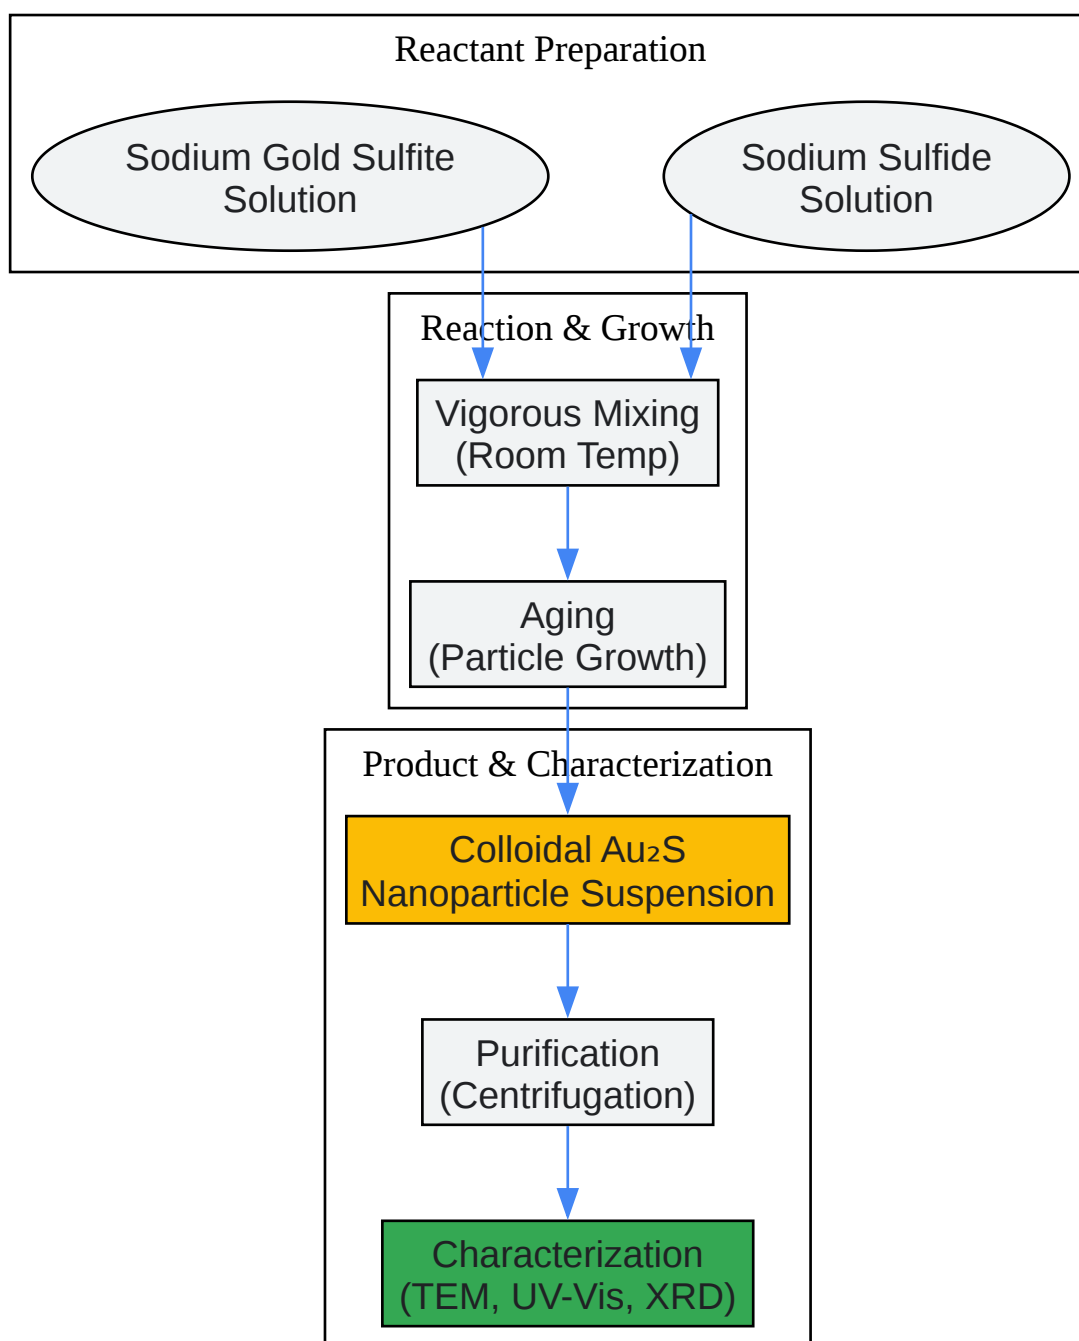 Reactant Preparation
Sodium Gold Sulfite
Solution
Sodium Sulfide
Solution
Reaction & Growth
Vigorous Mixing
(Room Temp)
Aging
(Particle Growth)
Product & Characterization
Colloidal Au₂S
Nanoparticle Suspension
Purification
(Centrifugation)
Characterization
(TEM, UV-Vis, XRD)